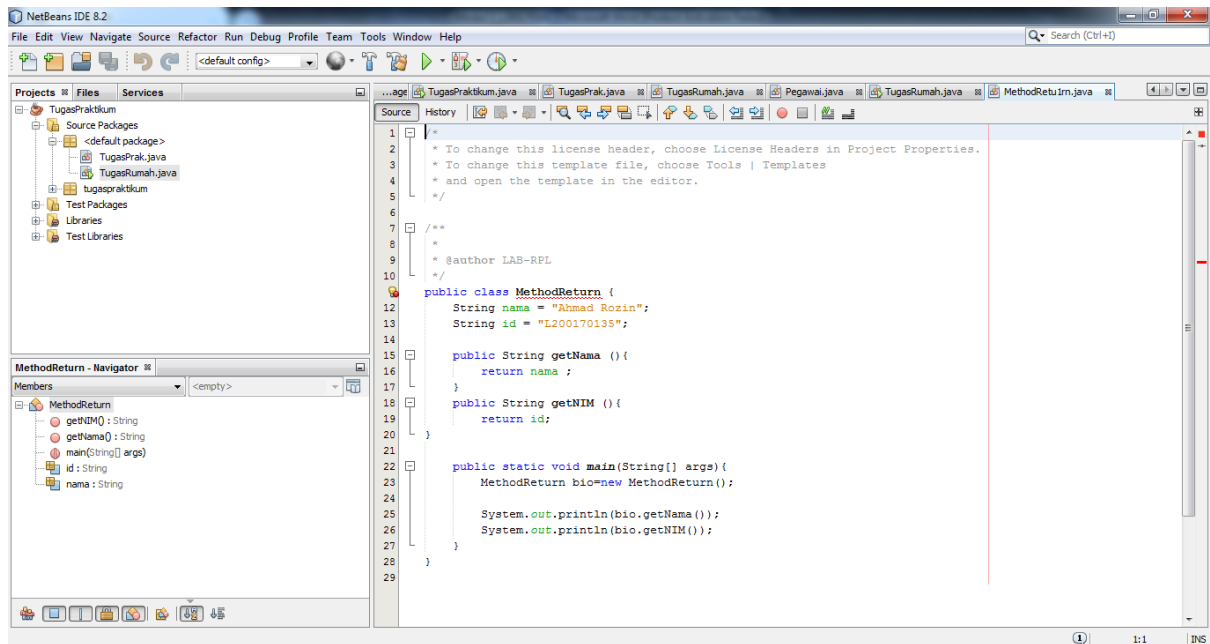 NetBeans IDE 8.2
File Edit View Navigate Source Refactor Run Debug Profile Team Tools Window Help
Search (Ctrl+I)
<default config>
Projects Files Services
...age TugasPraktikum.java TugasPrak.java TugasRumah.java Pegawai.java TugasRumah.java MethodRetu1rn.java
TugasPraktikum
Source Packages
<default package>
TugasPrak.java
TugasRumah.java
tugaspraktikum
Test Packages
Libraries
Test Libraries
MethodReturn - Navigator
Members
<empty>
MethodReturn
getNIM() : String
getNama() : String
main(String[] args)
id : String
nama : String
Source History
1 /*
2 * To change this license header, choose License Headers in Project Properties.
3 * To change this template file, choose Tools | Templates
4 * and open the template in the editor.
5 */
6
7 /**
8 *
9 * @author LAB-RPL
10 */
public class MethodReturn {
12 String nama = "Ahmad Rozin";
13 String id = "L200170135";
14
15 public String getNama (){
16 return nama ;
17 }
18 public String getNIM (){
19 return id;
20 }
21
22 public static void main(String[] args){
23 MethodReturn bio=new MethodReturn();
24
25 System.out.println(bio.getNama());
26 System.out.println(bio.getNIM());
27 }
28 }
29
1 1:1 INS